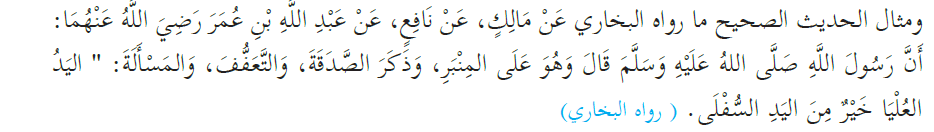 ومثال الحديث الصحيح ما رواه البخاري عَنْ مَالِكٍ، عَنْ نَافِعٍ، عَنْ عَبْدِ اللَّهِ بْنِ عُمَرَ رَضِيَ اللَّهُ عَنْهُمَا:
أَنَّ رَسُولَ اللَّهِ صَلَّى اللهُ عَلَيْهِ وَسَلَّمَ قَالَ وَهُوَ عَلَى المِنْبَرِ، وَذَكَرَ الصَّدَقَةَ، وَالتَّعَفُّفَ، وَالمَسْأَلَةَ: " اليَدُ
العُلْيَا خَيْرٌ مِنَ اليَدِ السُّفْلَى. ( رواه البخاري)